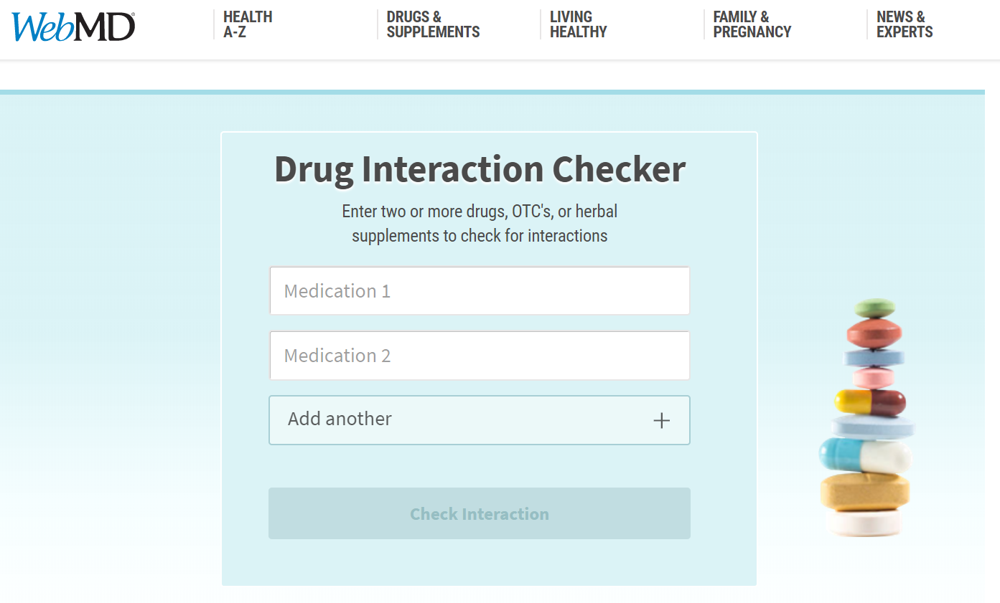 WebMD®
HEALTH
A-Z
DRUGS &
SUPPLEMENTS
LIVING
HEALTHY
FAMILY &
PREGNANCY
NEWS &
EXPERTS
Drug Interaction Checker
Enter two or more drugs, OTC's, or herbal
supplements to check for interactions
Medication 1
Medication 2
Add another +
Check Interaction